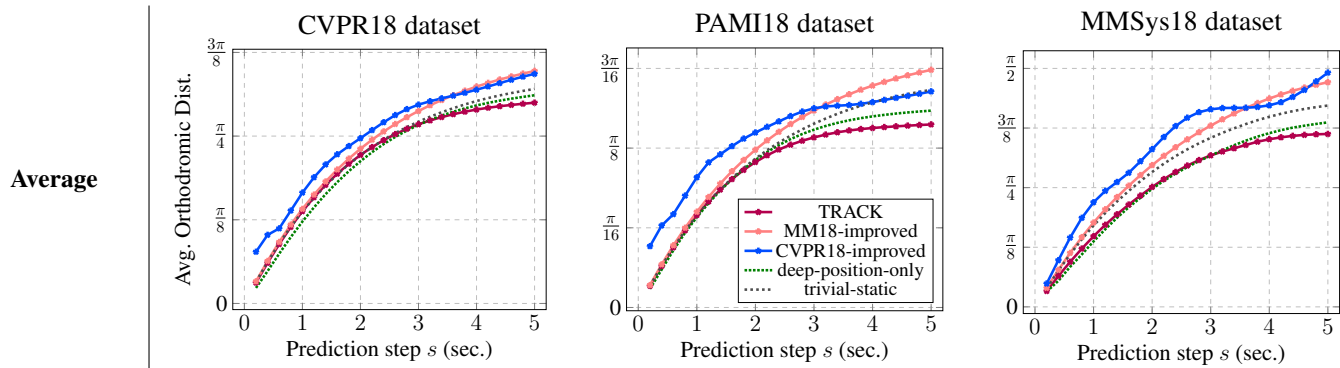 Average
CVPR18 dataset
Avg. Orthodromic Dist.
3π/8
π/4
π/8
0
0 1 2 3 4 5
Prediction step s (sec.)
PAMI18 dataset
3π/16
π/8
π/16
0
TRACK
MM18-improved
CVPR18-improved
deep-position-only
trivial-static
0 1 2 3 4 5
Prediction step s (sec.)
MMSys18 dataset
π/2
3π/8
π/4
π/8
0
0 1 2 3 4 5
Prediction step s (sec.)